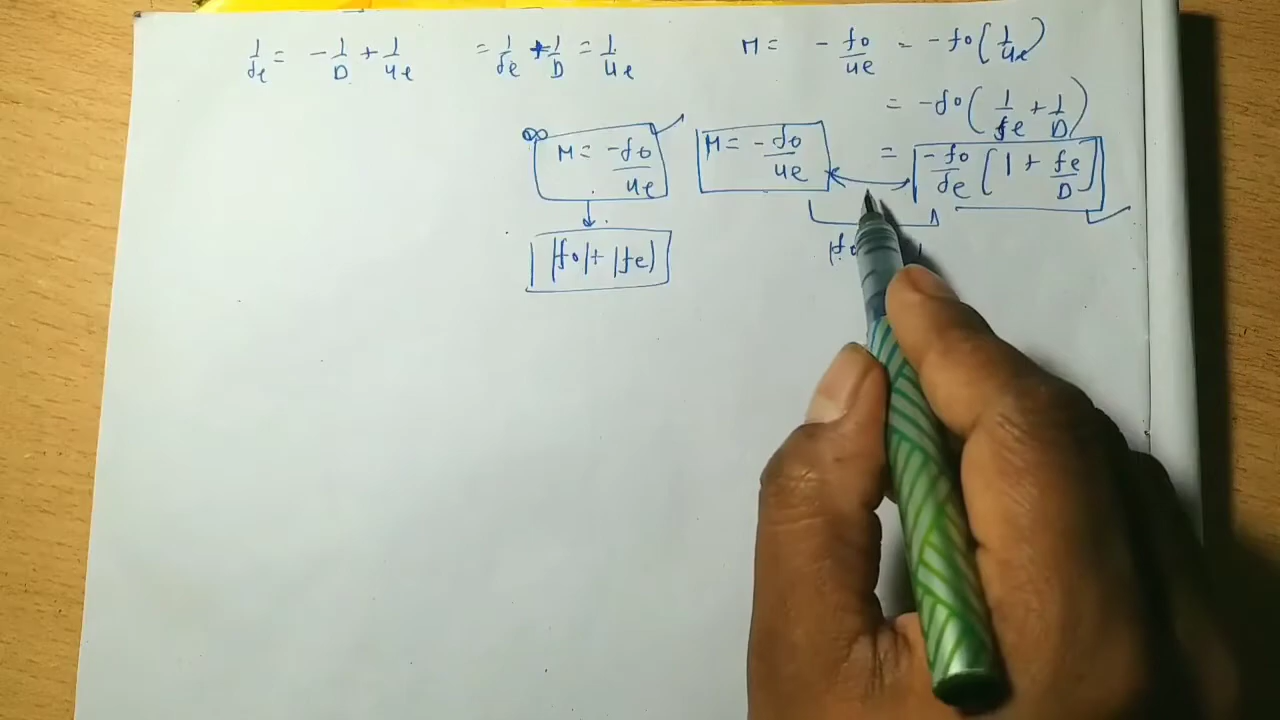 1/fe = - 1/D + 1/ue = 1/fe + 1/D = 1/ue
M = - fo/ue = - fo (1/ue)
= - fo (1/fe + 1/D)
∞ M = -fo/ue
M = - fo/ue
= -fo/fe [1 + fe/D]
|fo| + |fe|
|fo